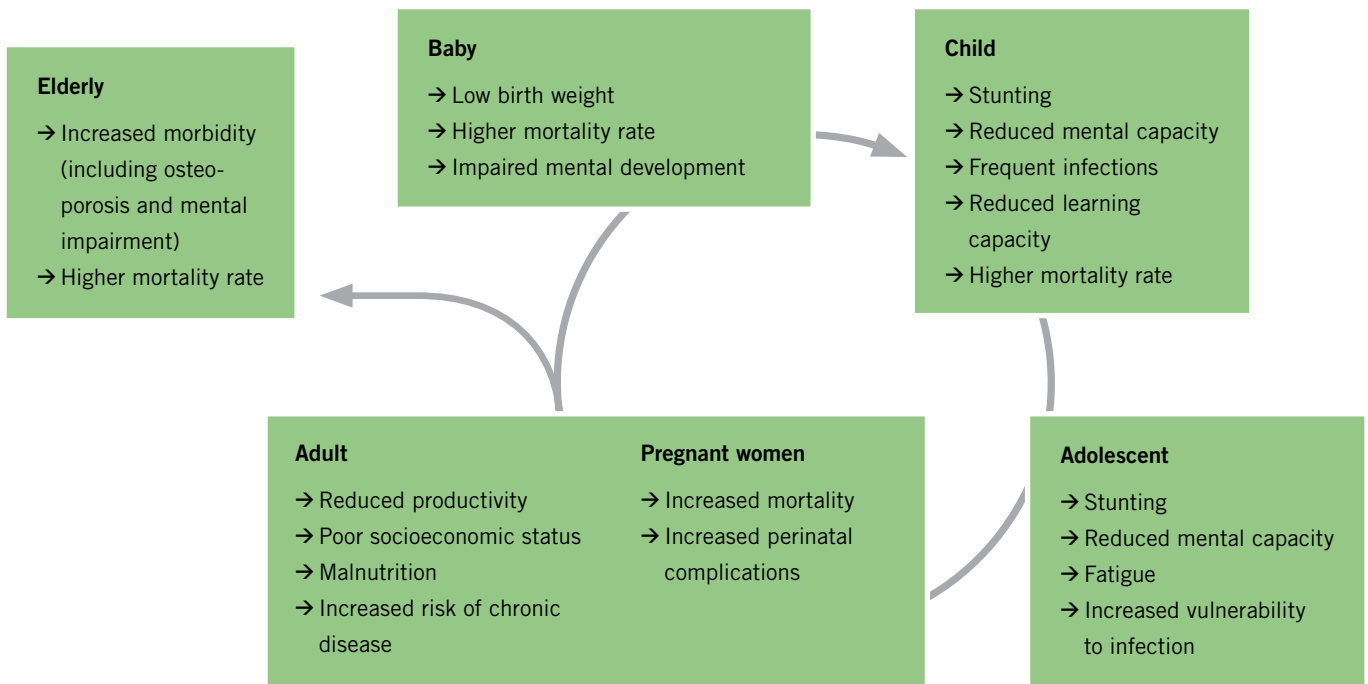 Elderly
→ Increased morbidity
(including osteo-
porosis and mental
impairment)
→ Higher mortality rate
Baby
→ Low birth weight
→ Higher mortality rate
→ Impaired mental development
Child
→ Stunting
→ Reduced mental capacity
→ Frequent infections
→ Reduced learning
capacity
→ Higher mortality rate
Adult
→ Reduced productivity
→ Poor socioeconomic status
→ Malnutrition
→ Increased risk of chronic
disease
Pregnant women
→ Increased mortality
→ Increased perinatal
complications
Adolescent
→ Stunting
→ Reduced mental capacity
→ Fatigue
→ Increased vulnerability
to infection